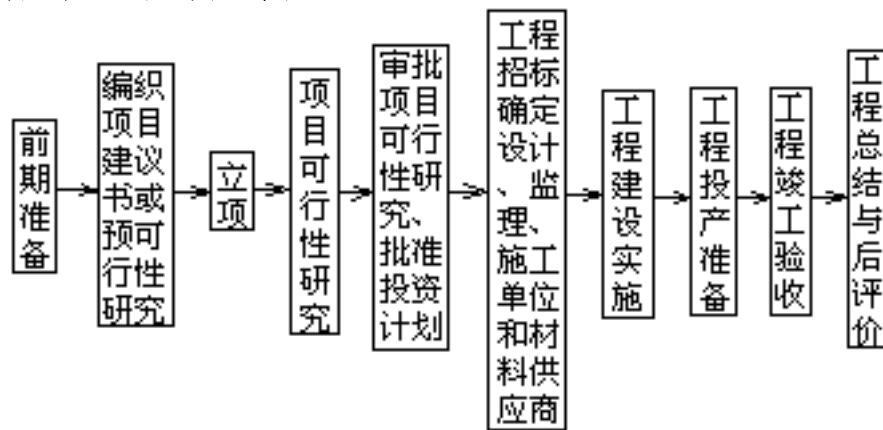 前期准备
编织
项目
建议
书或
预可
行性
研究
立项
项目可行性研究
审批
项目
可行
性研
究、
批准
投资
计划
工程
招标
确定
设计
、监
理、
施工
单位
和材
料供
应商
工程建设实施
工程投产准备
工程竣工验收
工程总结与后评价